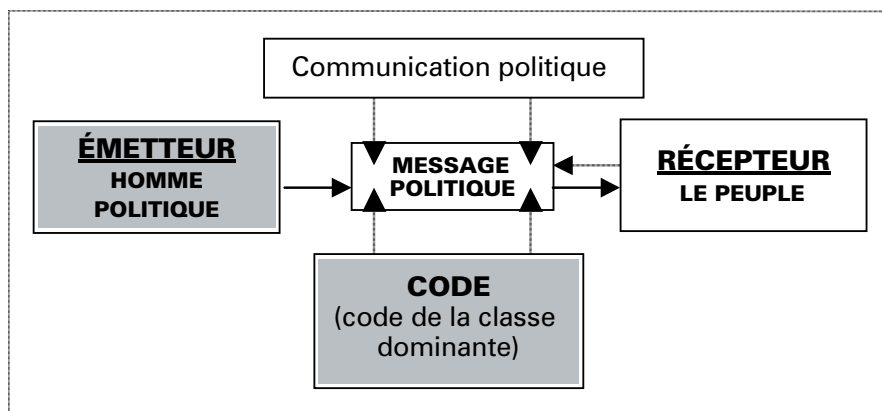 Communication politique
ÉMETTEUR
HOMME
POLITIQUE
MESSAGE
POLITIQUE
RÉCEPTEUR
LE PEUPLE
CODE
(code de la classe
dominante)